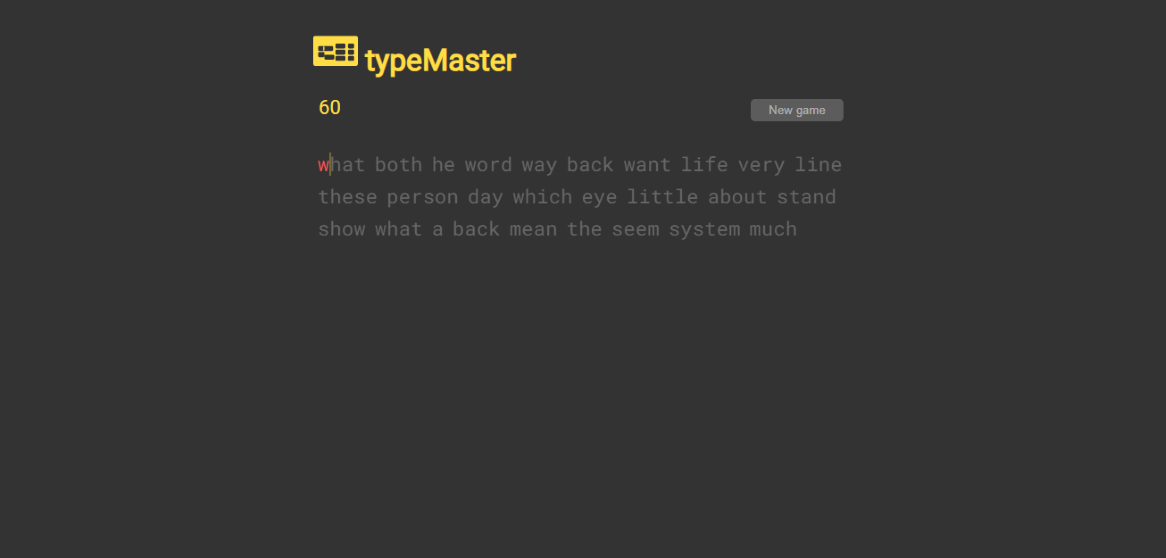 typeMaster
60
New game
what both he word way back want life very line
these person day which eye little about stand
show what a back mean the seem system much